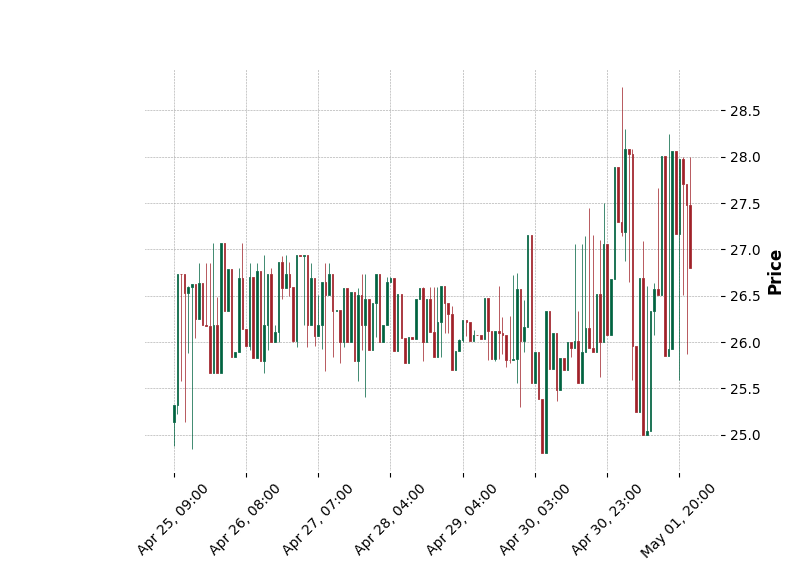 28.5
28.0
27.5
27.0
26.5
26.0
25.5
25.0
Price
Apr 25, 09:00
Apr 26, 08:00
Apr 27, 07:00
Apr 28, 04:00
Apr 29, 04:00
Apr 30, 03:00
Apr 30, 23:00
May 01, 20:00